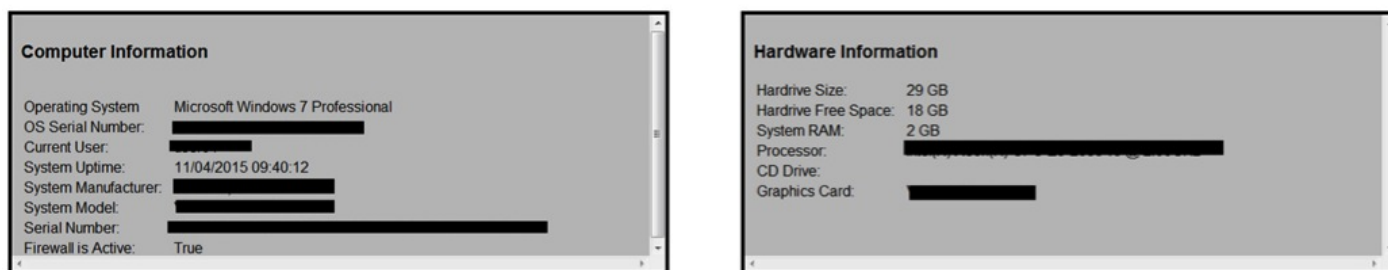 Computer Information
Operating System Microsoft Windows 7 Professional
OS Serial Number:
Current User:
System Uptime: 11/04/2015 09:40:12
System Manufacturer:
System Model:
Serial Number:
Firewall is Active: True
Hardware Information
Hardrive Size: 29 GB
Hardrive Free Space: 18 GB
System RAM: 2 GB
Processor:
CD Drive:
Graphics Card: